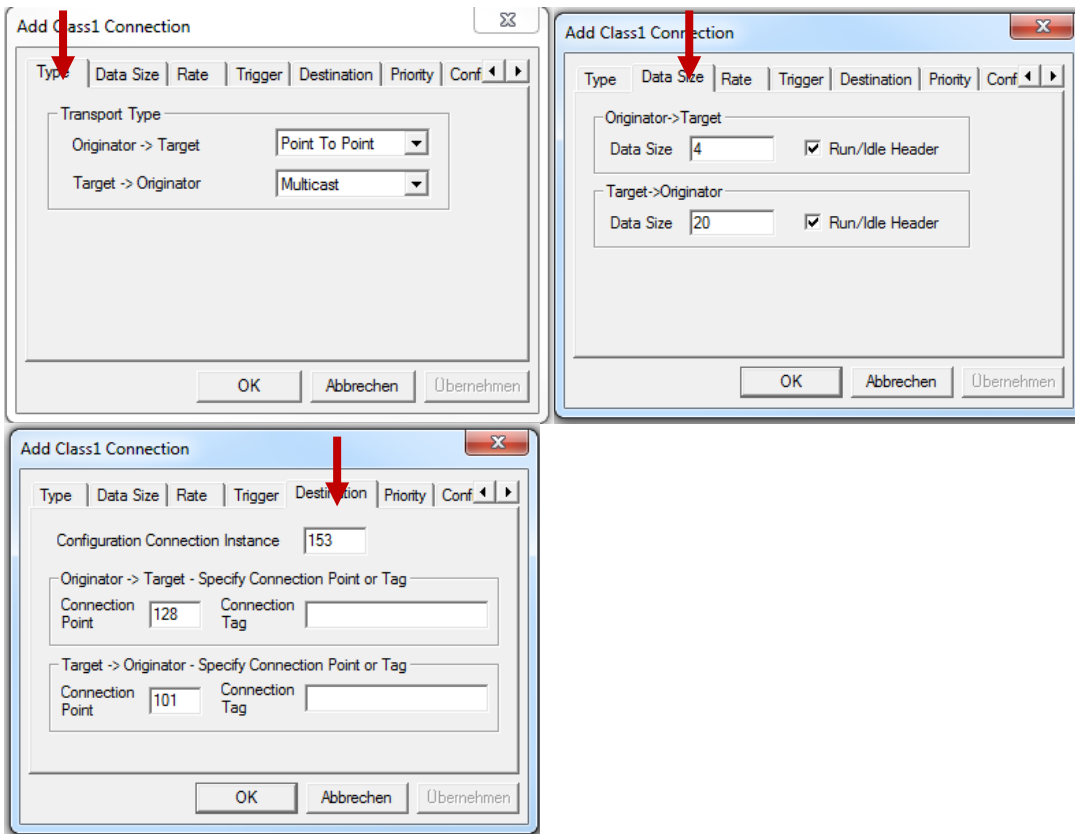 Add Class1 Connection
Type Data Size Rate Trigger Destination Priority Conf
Transport Type
Originator -> Target Point To Point
Target -> Originator Multicast
OK Abbrechen Übernehmen
Add Class1 Connection
Type Data Size Rate Trigger Destination Priority Conf
Originator->Target
Data Size 4 Run/Idle Header
Target->Originator
Data Size 20 Run/Idle Header
OK Abbrechen Übernehmen
Add Class1 Connection
Type Data Size Rate Trigger Destination Priority Conf
Configuration Connection Instance 153
Originator -> Target - Specify Connection Point or Tag
Connection Point 128 Connection Tag
Target -> Originator - Specify Connection Point or Tag
Connection Point 101 Connection Tag
OK Abbrechen Übernehmen